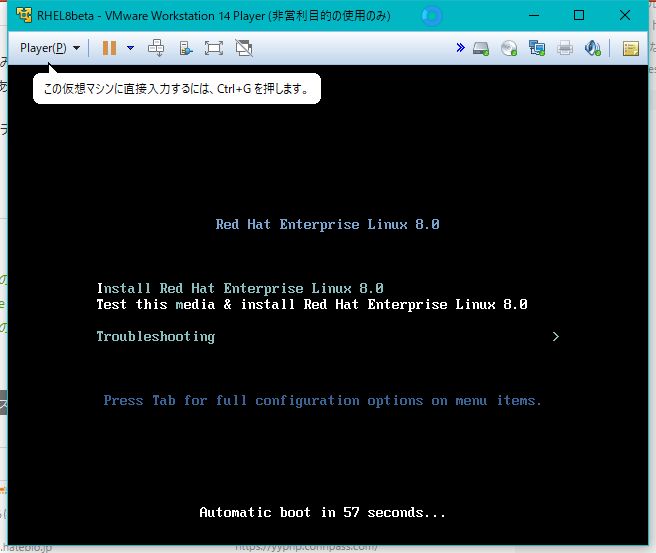 RHEL8beta - VMware Workstation 14 Player (非営利目的の使用のみ)
Player(P)
この仮想マシンに直接入力するには、Ctrl+G を押します。
Red Hat Enterprise Linux 8.0
Install Red Hat Enterprise Linux 8.0
Test this media & install Red Hat Enterprise Linux 8.0
Troubleshooting >
Press Tab for full configuration options on menu items.
Automatic boot in 57 seconds...